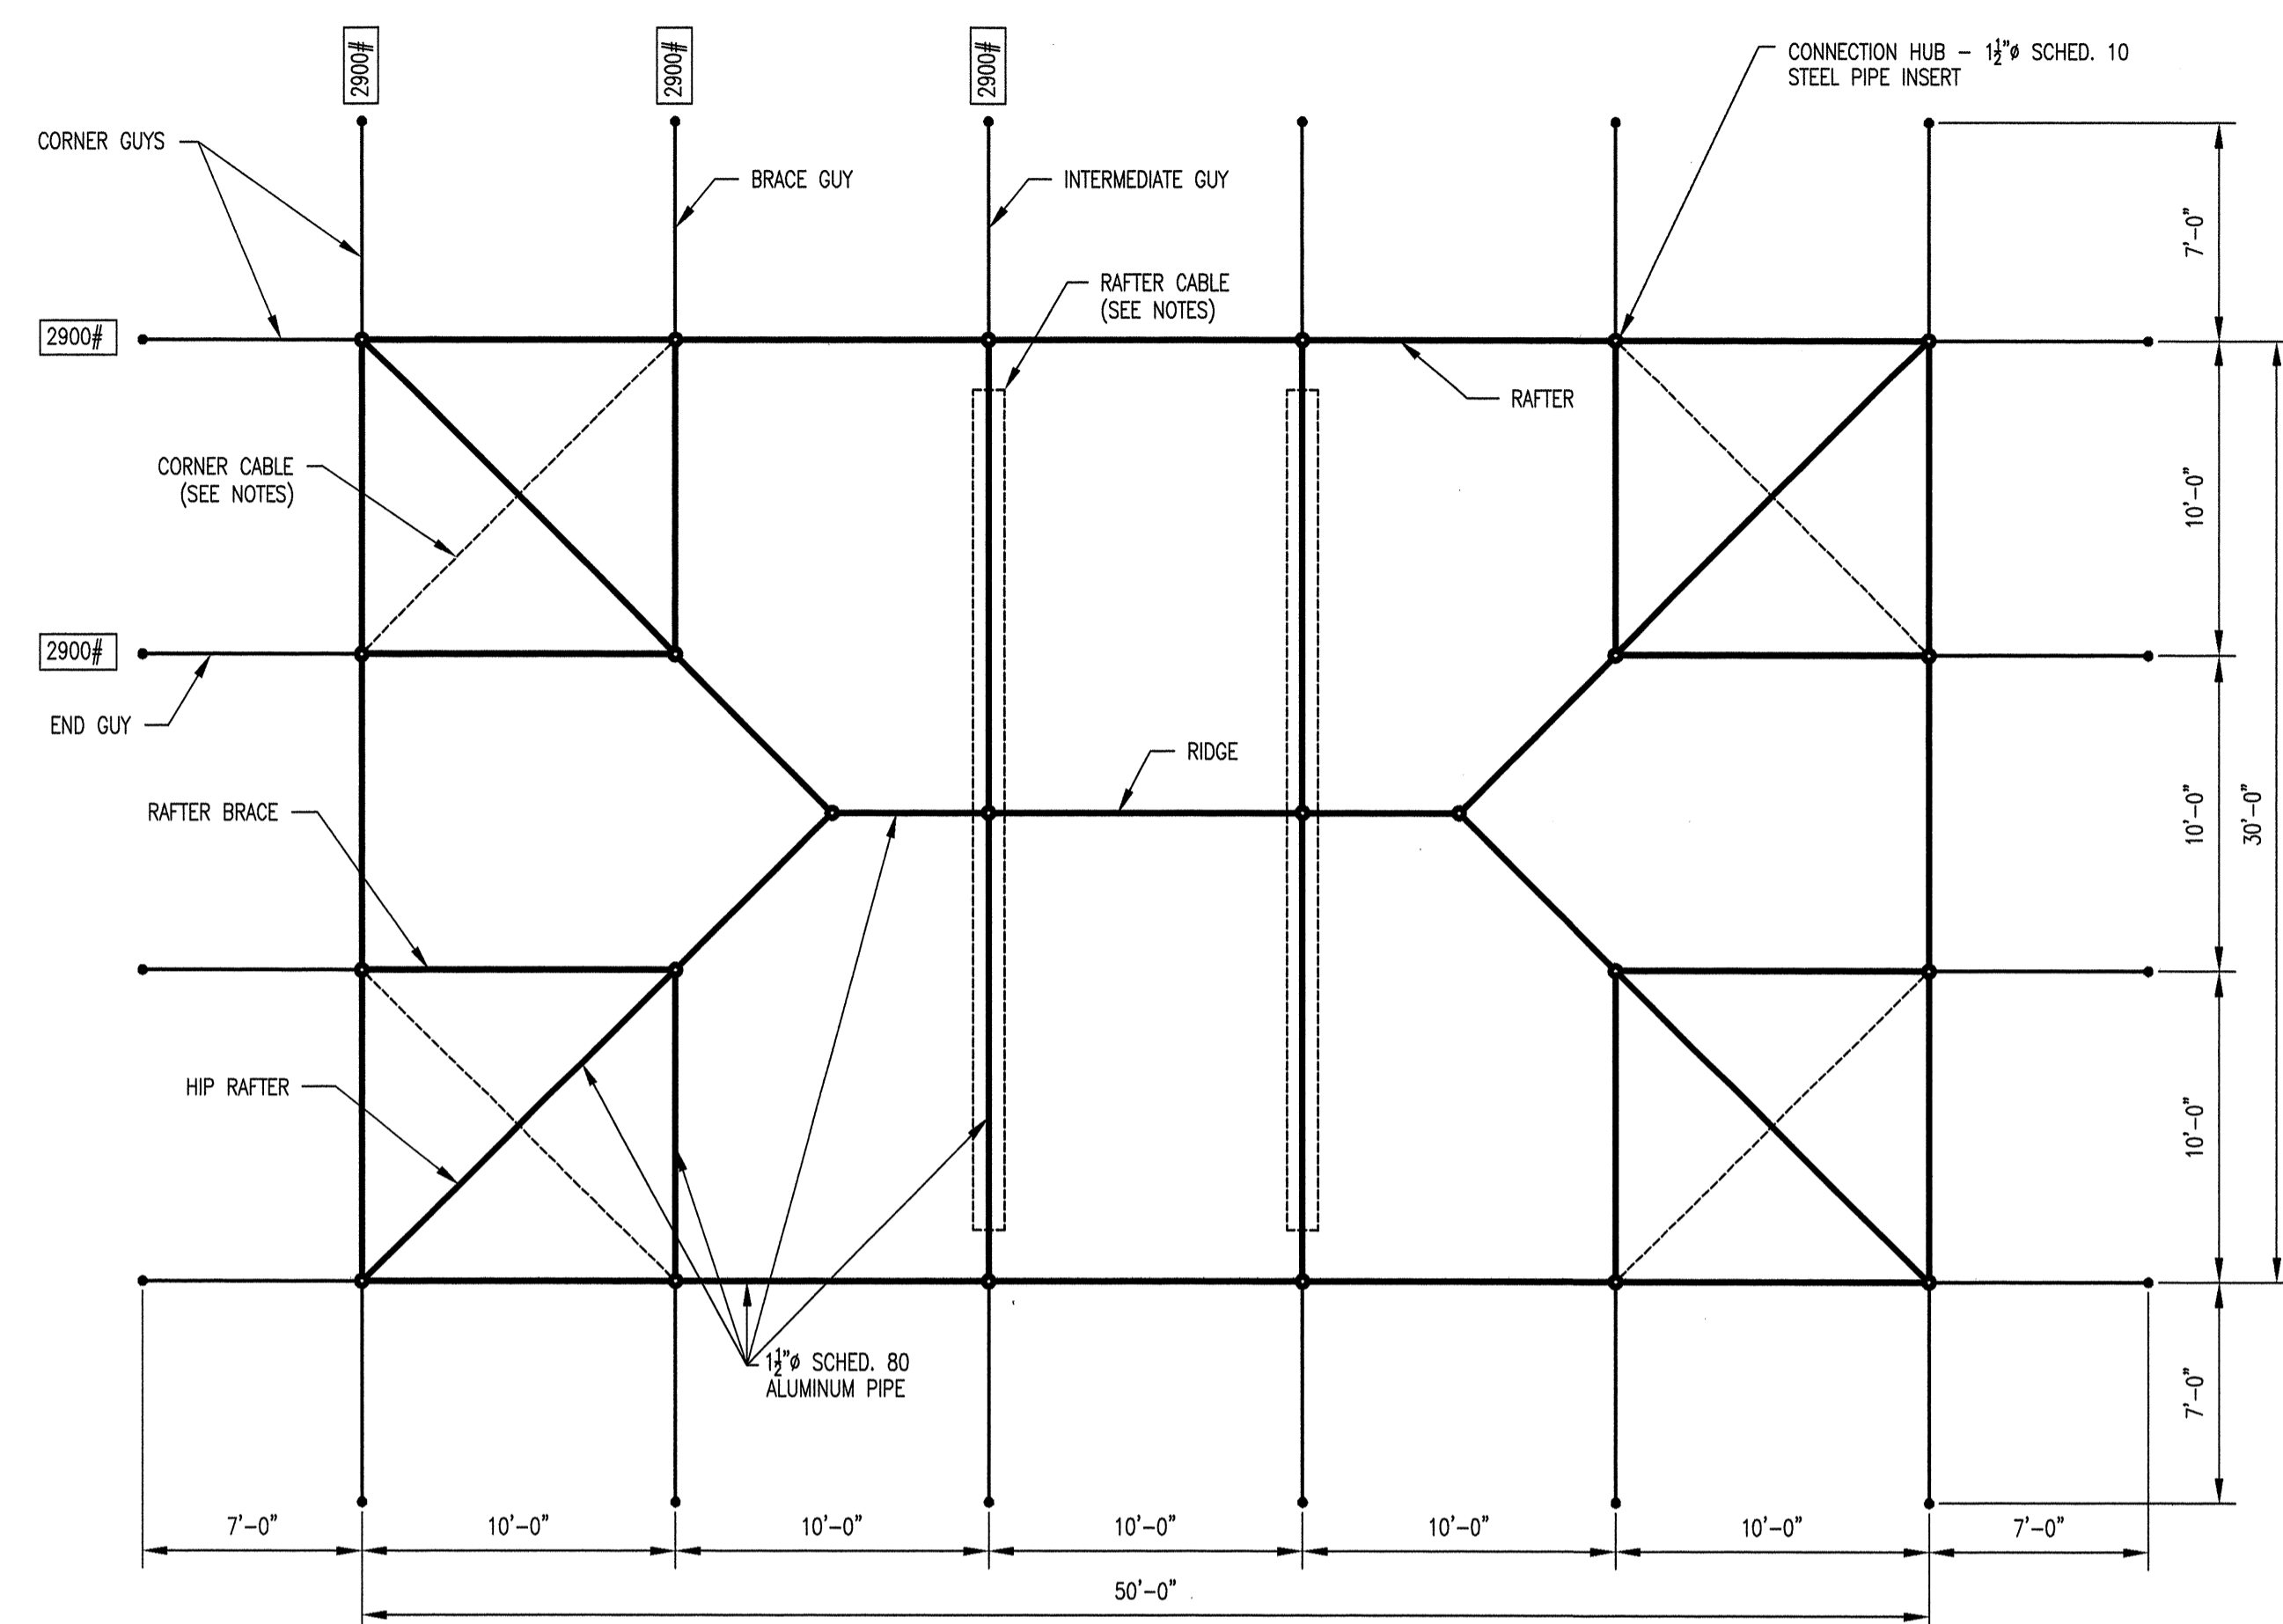 2900#
2900#
2900#
CONNECTION HUB – 1½"ø SCHED. 10
STEEL PIPE INSERT
CORNER GUYS
BRACE GUY
INTERMEDIATE GUY
7'–0"
RAFTER CABLE
(SEE NOTES)
2900#
RAFTER
CORNER CABLE
(SEE NOTES)
10'–0"
2900#
END GUY
RIDGE
RAFTER BRACE
10'–0"
30'–0"
HIP RAFTER
10'–0"
1½"ø SCHED. 80
ALUMINUM PIPE
7'–0"
7'–0"
10'–0"
10'–0"
10'–0"
10'–0"
10'–0"
7'–0"
50'–0"